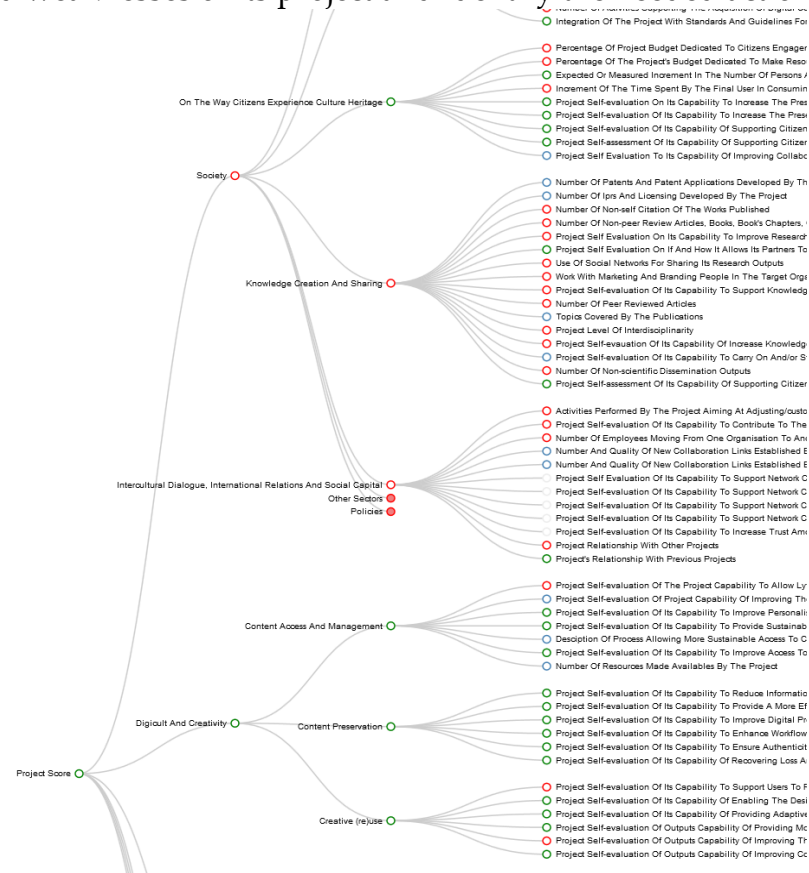 Integration Of The Project With Standards And Guidelines For
Percentage Of Project Budget Dedicated To Citizens Engagem
Percentage Of The Project's Budget Dedicated To Make Reso
Expected Or Measured Increment In The Number Of Persons A
Increment Of The Time Spent By The Final User In Consumin
On The Way Citizens Experience Culture Heritage
Project Self-evaluation On Its Capability To Increase The Pres
Project Self-evaluation Of Its Capability To Increase The Prese
Project Self-evaluation Of Its Capability Of Supporting Citizen
Project Self-assessment Of Its Capability Of Supporting Citizer
Project Self Evaluation To Its Capability Of Improving Collabo
Society
Number Of Patents And Patent Applications Developed By Th
Number Of Iprs And Licensing Developed By The Project
Number Of Non-self Citation Of The Works Published
Number Of Non-peer Review Articles, Books, Book's Chapters,
Project Self Evaluation On Its Capability To Improve Research
Project Self Evaluation On If And How It Allows Its Partners To
Use Of Social Networks For Sharing Its Research Outputs
Work With Marketing And Branding People In The Target Orga
Knowledge Creation And Sharing
Project Self-evaluation Of Its Capability To Support Knowledg
Number Of Peer Reviewed Articles
Topics Covered By The Publications
Project Level Of Interdisciplinarity
Project Self-evauation Of Its Capability Of Increase Knowledge
Project Self-evaluation Of Its Capability To Carry On And/or S
Number Of Non-scientific Dissemination Outputs
Project Self-assessment Of Its Capability Of Supporting Citizer
Activities Performed By The Project Aiming At Adjusting/custo
Project Self-evaluation Of Its Capability To Contribute To The
Number Of Employees Moving From One Organisation To Ano
Number And Quality Of New Collaboration Links Established B
Number And Quality Of New Collaboration Links Established B
Project Self Evaluation Of Its Capability To Support Network C
Intercultural Dialogue, International Relations And Social Capital
Project Self-evaluation Of Its Capability To Support Network C
Other Sectors
Project Self-evaluation Of Its Capability To Support Network C
Policies
Project Self-evaluation Of Its Capability To Support Network C
Project Self-evaluation Of Its Capability To Increase Trust Amo
Project Relationship With Other Projects
Project's Relationship With Previous Projects
Project Self-evaluation Of The Project Capability To Allow Ly
Project Self-evaluation Of Project Capability Of Improving The
Project Self-evaluation Of Its Capability To Improve Personalis
Content Access And Management
Project Self-evaluation Of Its Capability To Provide Sustainab
Desciption Of Process Allowing More Sustainable Access To C
Project Self-evaluation Of Its Capability To Improve Access To
Number Of Resources Made Availables By The Project
Project Self-evaluation Of Its Capability To Reduce Informatio
Project Self-evaluation Of Its Capability To Provide A More Ef
Digicult And Creativity
Project Self-evaluation Of Its Capability To Improve Digital Pr
Content Preservation
Project Self-evaluation Of Its Capability To Enhance Workflow
Project Self-evaluation Of Its Capability To Ensure Authenticit
Project Self-evaluation Of Its Capability Of Recovering Loss A
Project Score
Project Self-evaluation Of Its Capability To Support Users To F
Project Self-evaluation Of Its Capability Of Enabling The Desi
Project Self-evaluation Of Its Capability Of Providing Adaptive
Creative (re)use
Project Self-evaluation Of Outputs Capability Of Providing Mo
Project Self-evaluation Of Outputs Capability Of Improving Th
Project Self-evaluation Of Outputs Capability Of Improving Co